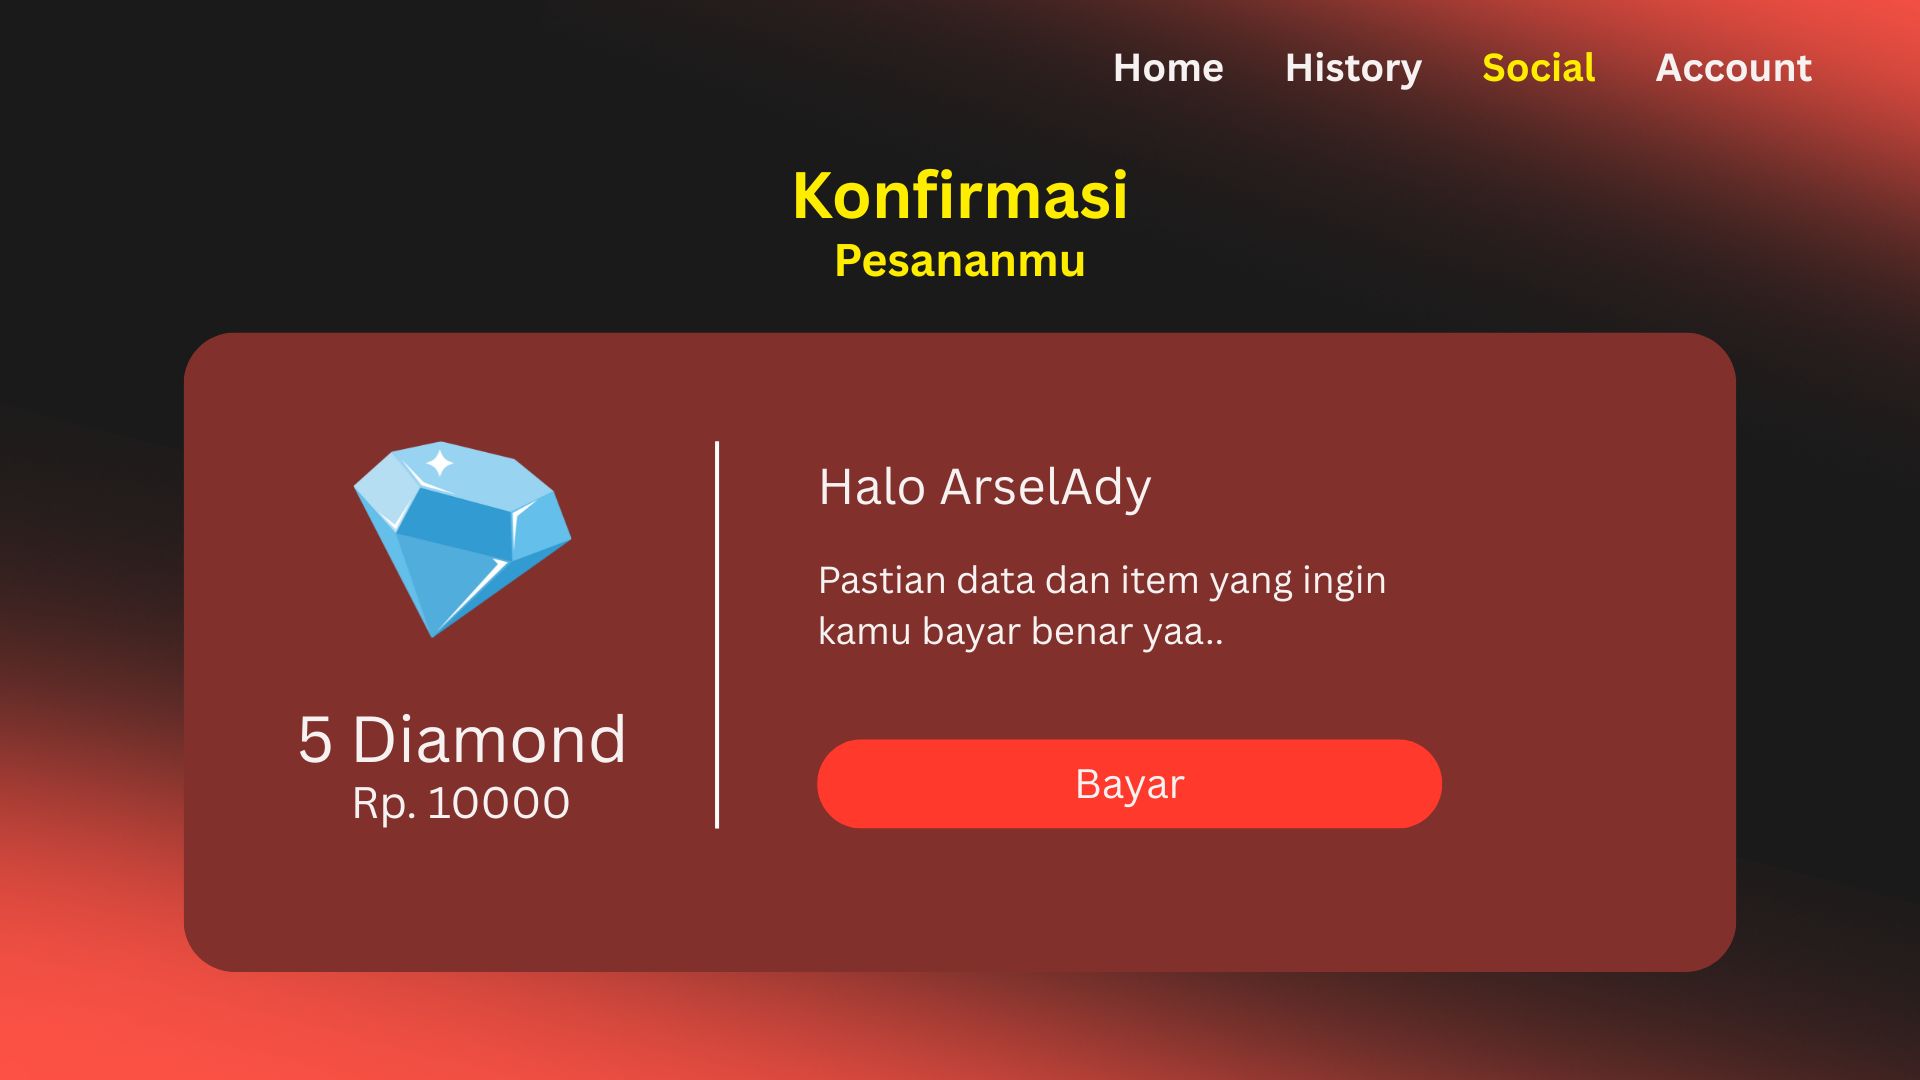 Home History Social Account
Konfirmasi
Pesananmu
5 Diamond
Rp. 10000
Halo ArselAdy
Pastian data dan item yang ingin
kamu bayar benar yaa..
Bayar